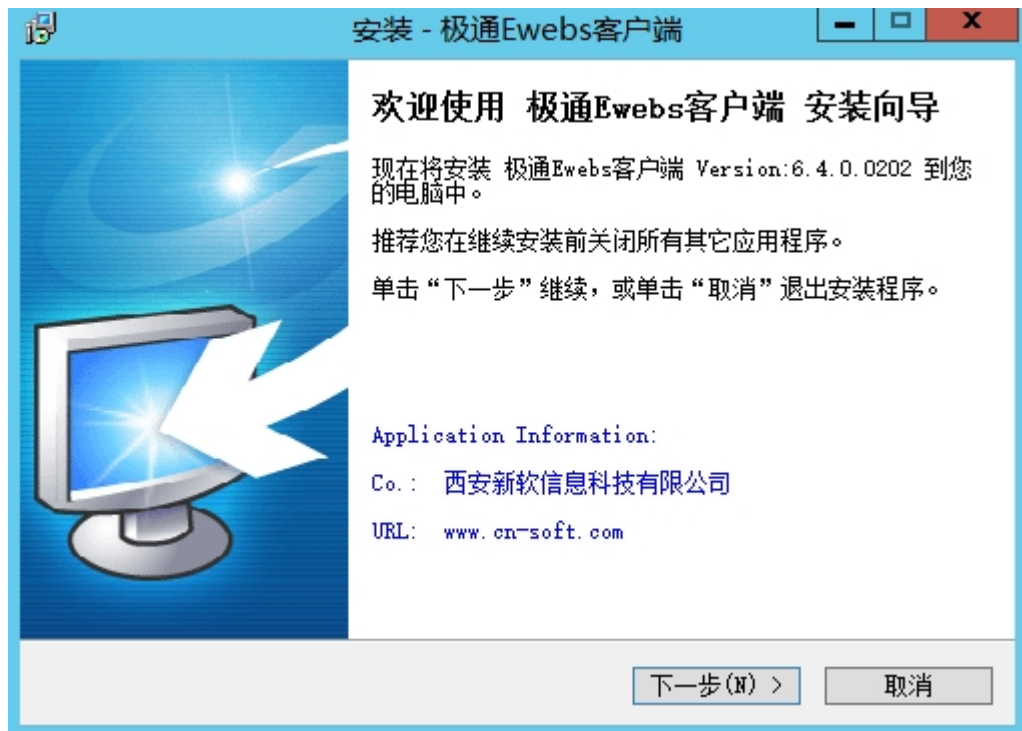 安装 - 极通Ewebs客户端
欢迎使用 极通Ewebs客户端 安装向导
现在将安装 极通Ewebs客户端 Version:6.4.0.0202 到您
的电脑中。
推荐您在继续安装前关闭所有其它应用程序。
单击“下一步”继续，或单击“取消”退出安装程序。
Application Information:
Co.: 西安新软信息科技有限公司
URL: www.cn-soft.com
下一步(N) >
取消